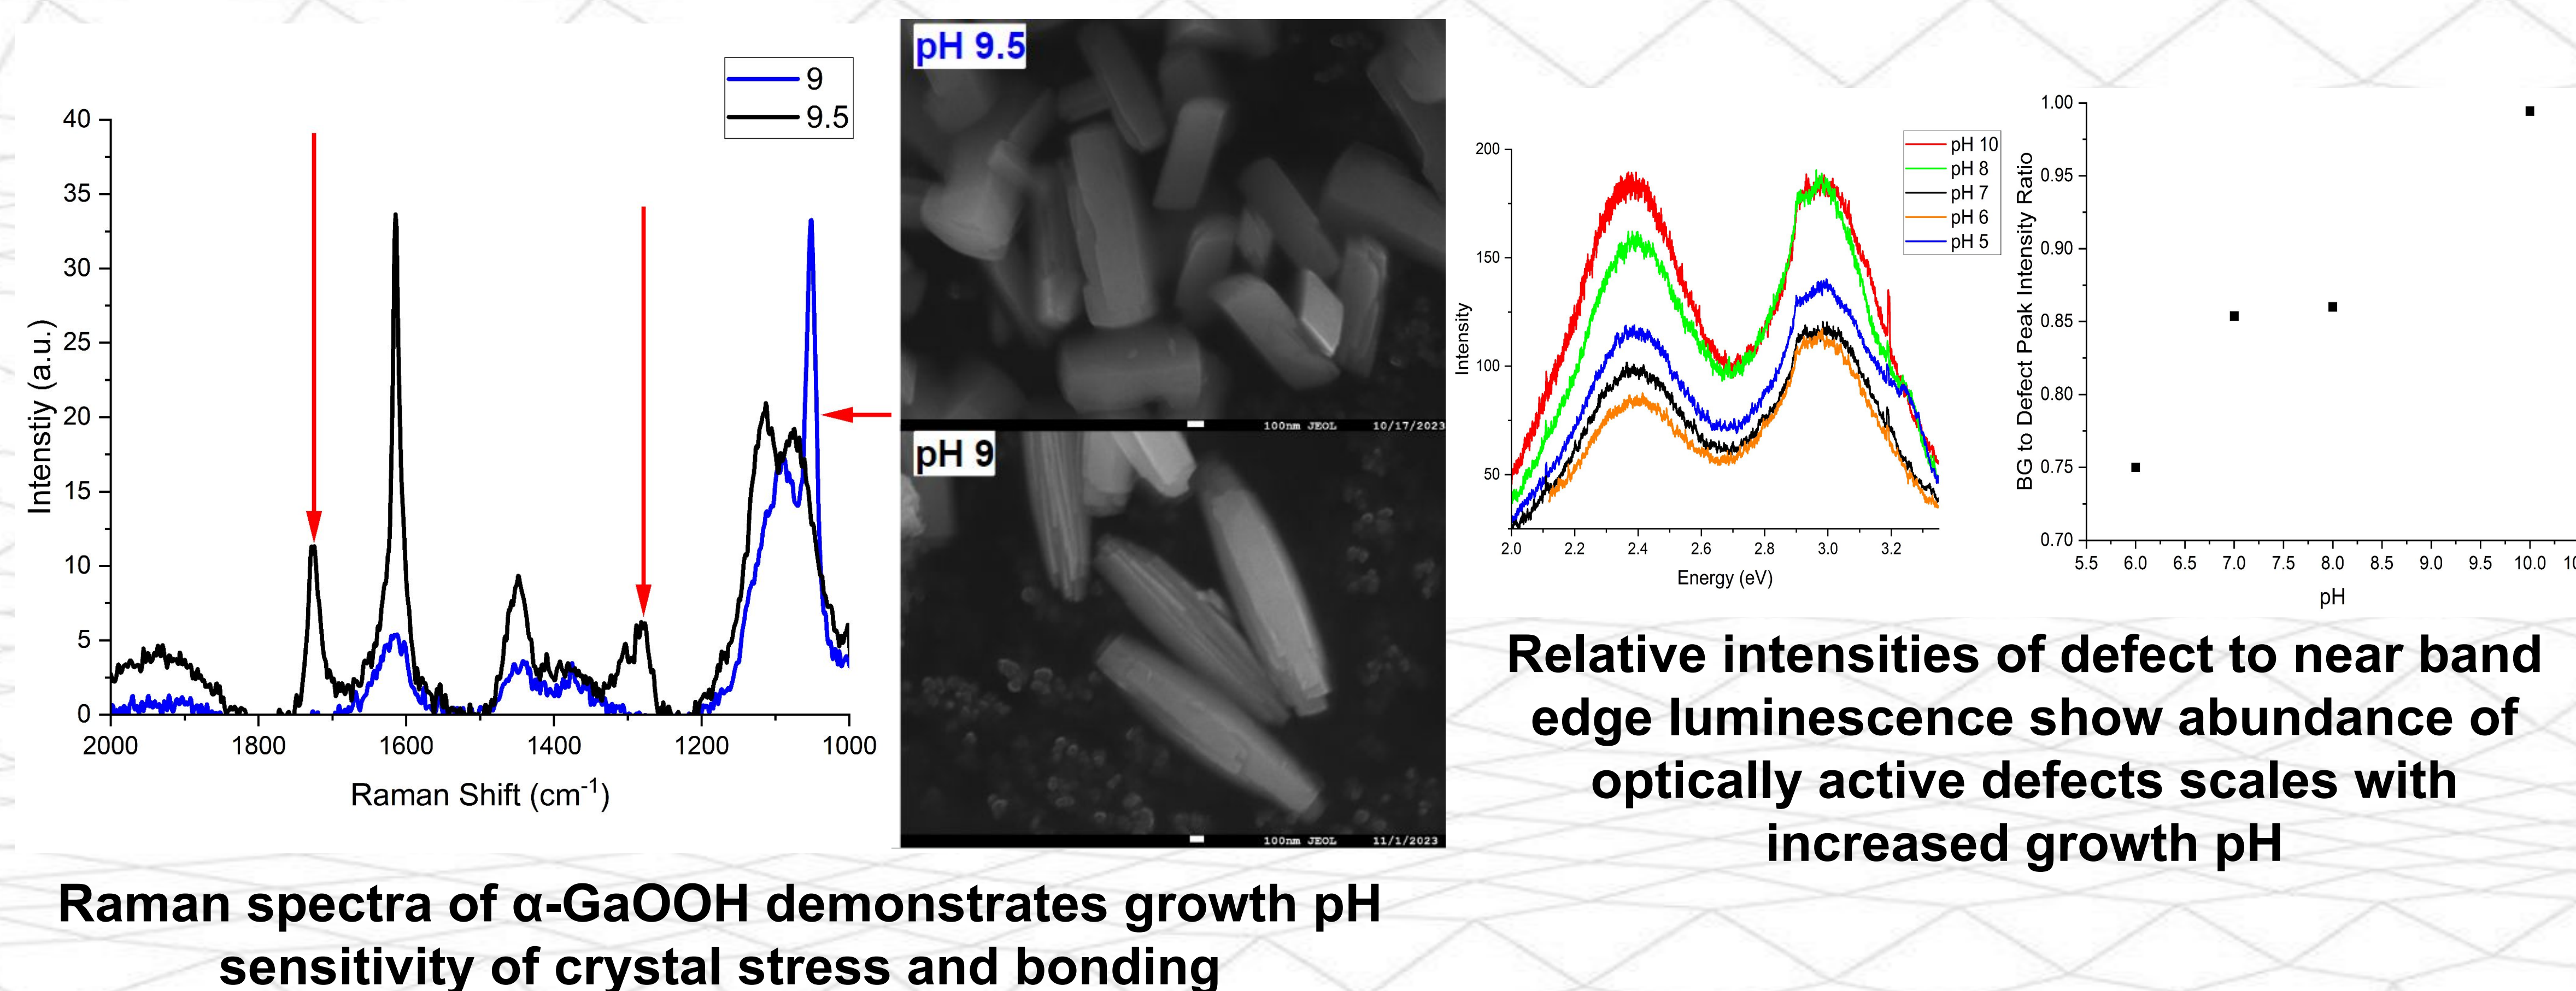 9
9.5
40
35
30
25
20
15
10
5
0
Intenstiy (a.u.)
2000 1800 1600 1400 1200 1000
Raman Shift (cm-1)
pH 9.5
100nm JEOL 10/17/2023
pH 9
100nm JEOL 11/1/2023
Raman spectra of α-GaOOH demonstrates growth pH
sensitivity of crystal stress and bonding
pH 10
pH 8
pH 7
pH 6
pH 5
200
150
100
50
Intensity
2.0 2.2 2.4 2.6 2.8 3.0 3.2
Energy (eV)
1.00
0.95
0.90
0.85
0.80
0.75
0.70
BG to Defect Peak Intensity Ratio
5.5 6.0 6.5 7.0 7.5 8.0 8.5 9.0 9.5 10.0 10
pH
Relative intensities of defect to near band
edge luminescence show abundance of
optically active defects scales with
increased growth pH